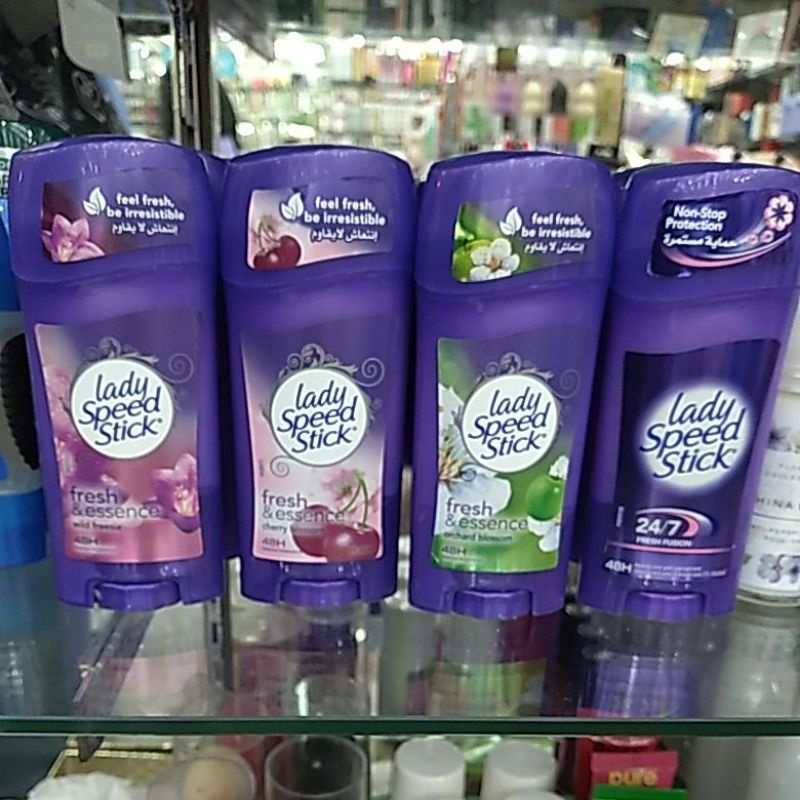 feel fresh,
be irresistible
إنتعاش لا يقاوم
lady
Speed
Stick
fresh
& essence
wild freesia
48H
feel fresh,
be irresistible
إنتعاش لا يقاوم
lady
Speed
Stick
fresh
& essence
cherry blossom
48H
feel fresh,
be irresistible
إنتعاش لا يقاوم
lady
Speed
Stick
fresh
& essence
orchard blossom
48H
Non-Stop
Protection
حماية مستمرة
lady
Speed
Stick
24/7
FRESH FUSION
48H
pure